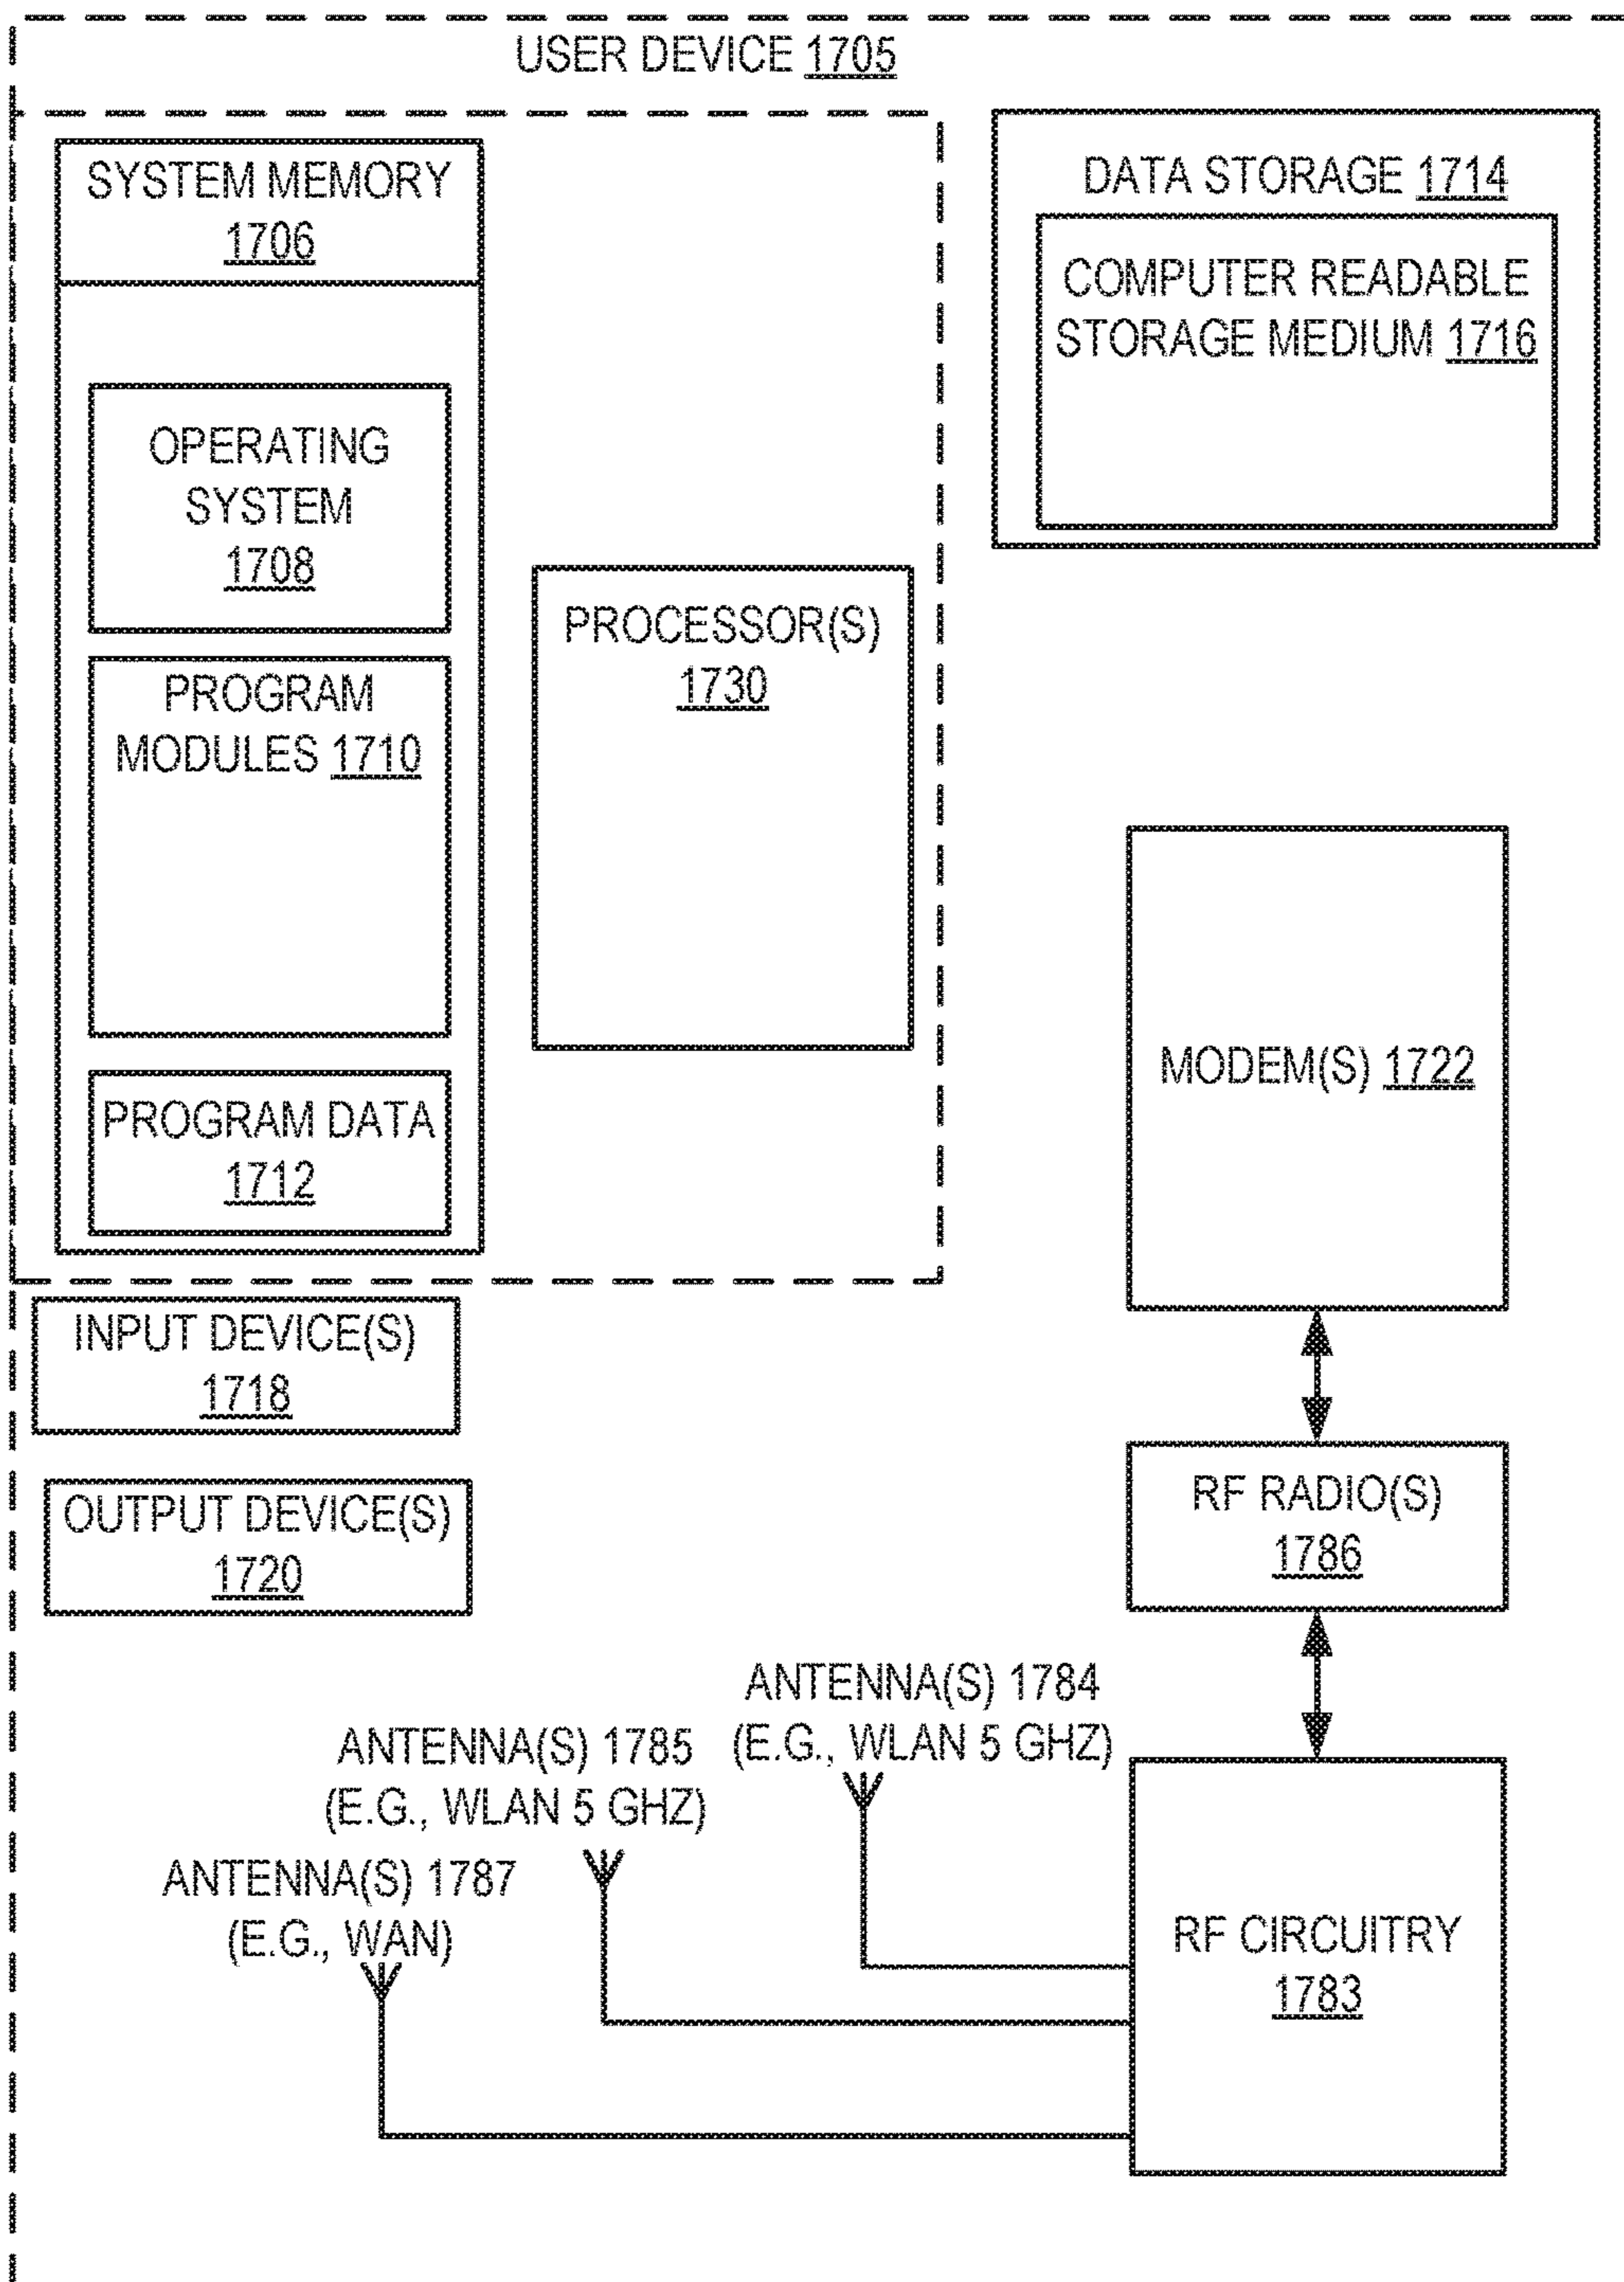 USER DEVICE 1705
SYSTEM MEMORY
1706
OPERATING
SYSTEM
1708
PROGRAM
MODULES 1710
PROGRAM DATA
1712
PROCESSOR(S)
1730
DATA STORAGE 1714
COMPUTER READABLE
STORAGE MEDIUM 1716
MODEM(S) 1722
INPUT DEVICE(S)
1718
OUTPUT DEVICE(S)
1720
RF RADIO(S)
1786
ANTENNA(S) 1784
(E.G., WLAN 5 GHZ)
ANTENNA(S) 1785
(E.G., WLAN 5 GHZ)
ANTENNA(S) 1787
(E.G., WAN)
RF CIRCUITRY
1783